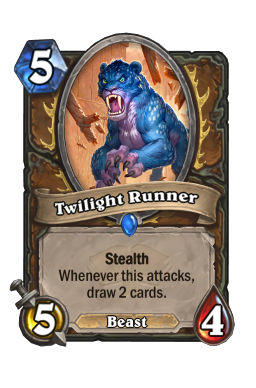 5
Twilight Runner
Stealth
Whenever this attacks,
draw 2 cards.
5
Beast
4